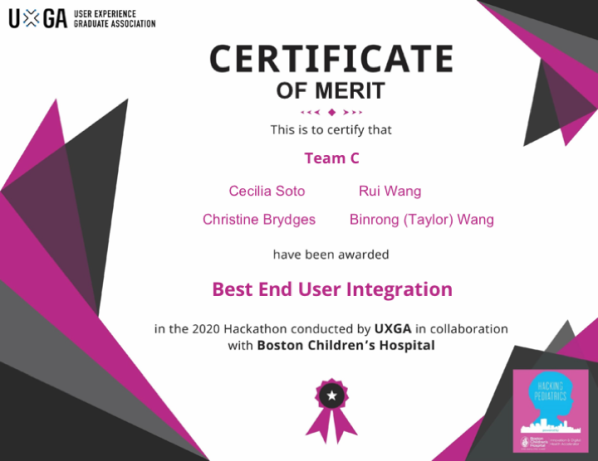 UXGA USER EXPERIENCE
GRADUATE ASSOCIATION
CERTIFICATE
OF MERIT
This is to certify that
Team C
Cecilia Soto Rui Wang
Christine Brydges Binrong (Taylor) Wang
have been awarded
Best End User Integration
in the 2020 Hackathon conducted by UXGA in collaboration
with Boston Children's Hospital
HACKING
PEDIATRICS
Boston
Children's
Hospital